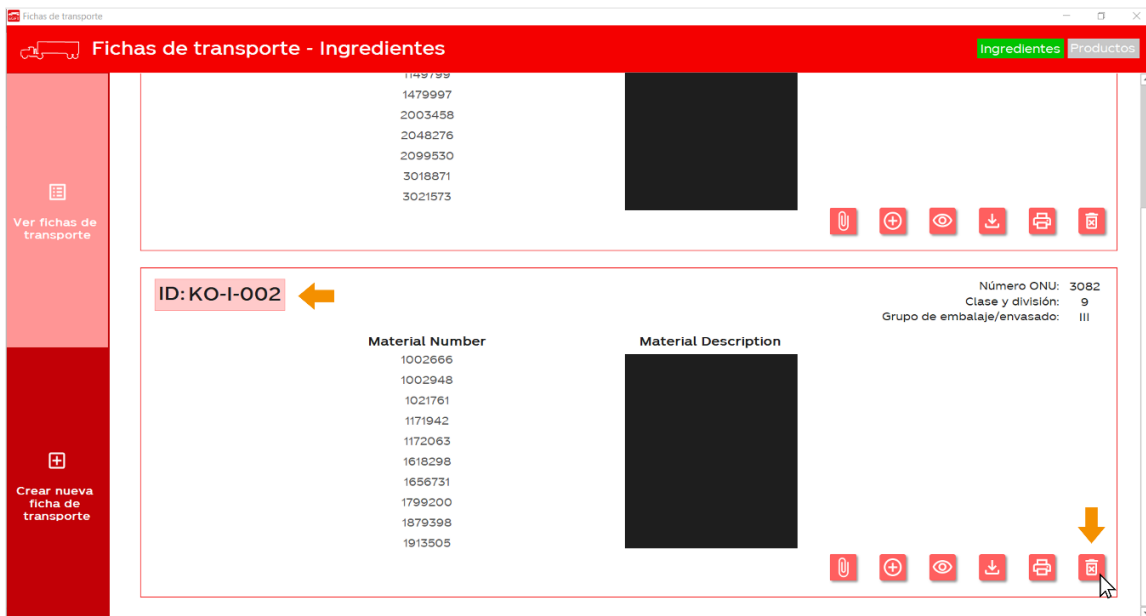 Fichas de transporte
Fichas de transporte - Ingredientes
Ingredientes Productos
Ver fichas de
transporte
Crear nueva
ficha de
transporte
1149799
1479997
2003458
2048276
2099530
3018871
3021573
ID: KO-I-002
Número ONU: 3082
Clase y división: 9
Grupo de embalaje/envasado: III
Material Number Material Description
1002666
1002948
1021761
1171942
1172063
1618298
1656731
1799200
1879398
1913505